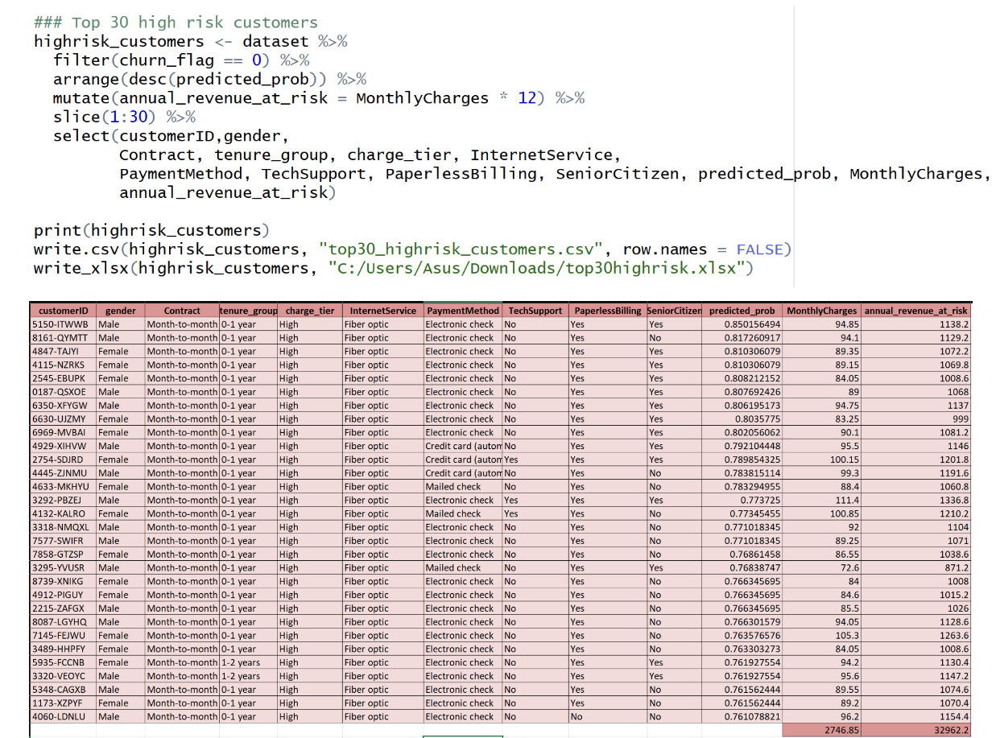 ### Top 30 high risk customers
highrisk_customers <- dataset %>%
filter(churn_flag == 0) %>%
arrange(desc(predicted_prob)) %>%
mutate(annual_revenue_at_risk = MonthlyCharges * 12) %>%
slice(1:30) %>%
select(customerID,gender,
Contract, tenure_group, charge_tier, InternetService,
PaymentMethod, TechSupport, PaperlessBilling, SeniorCitizen, predicted_prob, MonthlyCharges,
annual_revenue_at_risk)
print(highrisk_customers)
write.csv(highrisk_customers, "top30_highrisk_customers.csv", row.names = FALSE)
write_xlsx(highrisk_customers, "C:/Users/Asus/Downloads/top30highrisk.xlsx")
customerID gender Contract tenure_group charge_tier InternetService PaymentMethod TechSupport PaperlessBilling SeniorCitizen predicted_prob MonthlyCharges annual_revenue_at_risk
5150-ITWWB Male Month-to-month 0-1 year High Fiber optic Electronic check No Yes Yes 0.850156494 94.85 1138.2
8161-QYMTT Male Month-to-month 0-1 year High Fiber optic Electronic check No Yes No 0.817260917 94.1 1129.2
4847-TAJYI Female Month-to-month 0-1 year High Fiber optic Electronic check No Yes Yes 0.810306079 89.35 1072.2
4115-NZRKS Female Month-to-month 0-1 year High Fiber optic Electronic check No Yes Yes 0.810306079 89.15 1069.8
2545-EBUPK Female Month-to-month 0-1 year High Fiber optic Electronic check No Yes Yes 0.808212152 84.05 1008.6
0187-QSXOE Male Month-to-month 0-1 year High Fiber optic Electronic check No Yes Yes 0.807692426 89 1068
6350-XFYGW Male Month-to-month 0-1 year High Fiber optic Electronic check No Yes Yes 0.806195173 94.75 1137
6630-UJZMY Female Month-to-month 0-1 year High Fiber optic Electronic check No Yes Yes 0.8035775 83.25 999
6969-MVBAI Female Month-to-month 0-1 year High Fiber optic Electronic check No Yes Yes 0.802056062 90.1 1081.2
4929-XIHVW Male Month-to-month 0-1 year High Fiber optic Credit card (autom No Yes Yes 0.792104448 95.5 1146
2754-SDJRD Female Month-to-month 0-1 year High Fiber optic Credit card (autom Yes Yes Yes 0.789854325 100.15 1201.8
4445-ZJNMU Male Month-to-month 0-1 year High Fiber optic Credit card (autom No Yes No 0.783815114 99.3 1191.6
4633-MKHYU Female Month-to-month 0-1 year High Fiber optic Mailed check No Yes No 0.783294955 88.4 1060.8
3292-PBZEJ Male Month-to-month 0-1 year High Fiber optic Electronic check Yes Yes Yes 0.773725 111.4 1336.8
4132-KALRO Female Month-to-month 0-1 year High Fiber optic Mailed check Yes Yes No 0.77345455 100.85 1210.2
3318-NMQXL Male Month-to-month 0-1 year High Fiber optic Electronic check No Yes No 0.771018345 92 1104
7577-SWIFR Male Month-to-month 0-1 year High Fiber optic Electronic check No Yes No 0.771018345 89.25 1071
7858-GTZSP Female Month-to-month 0-1 year High Fiber optic Electronic check No Yes No 0.76861458 86.55 1038.6
3295-YVUSR Male Month-to-month 0-1 year High Fiber optic Mailed check No Yes Yes 0.76838747 72.6 871.2
8739-XNIKG Female Month-to-month 0-1 year High Fiber optic Electronic check No Yes No 0.766345695 84 1008
4912-PIGUY Female Month-to-month 0-1 year High Fiber optic Electronic check No Yes No 0.766345695 84.6 1015.2
2215-ZAFGX Male Month-to-month 0-1 year High Fiber optic Electronic check No Yes No 0.766345695 85.5 1026
8087-LGYHQ Male Month-to-month 0-1 year High Fiber optic Electronic check No Yes No 0.766301579 94.05 1128.6
7145-FEJWU Female Month-to-month 0-1 year High Fiber optic Electronic check No Yes No 0.763576576 105.3 1263.6
3489-HHPFY Female Month-to-month 0-1 year High Fiber optic Electronic check No Yes No 0.763303273 84.05 1008.6
5935-FCCNB Female Month-to-month 1-2 years High Fiber optic Electronic check No Yes Yes 0.761927554 94.2 1130.4
3320-VEOYC Male Month-to-month 1-2 years High Fiber optic Electronic check No Yes Yes 0.761927554 95.6 1147.2
5348-CAGXB Male Month-to-month 0-1 year High Fiber optic Electronic check No Yes No 0.761562444 89.55 1074.6
1173-XZPYF Female Month-to-month 0-1 year High Fiber optic Electronic check No Yes No 0.761562444 89.2 1070.4
4060-LDNLU Male Month-to-month 0-1 year High Fiber optic Electronic check No No No 0.761078821 96.2 1154.4
2746.85 32962.2